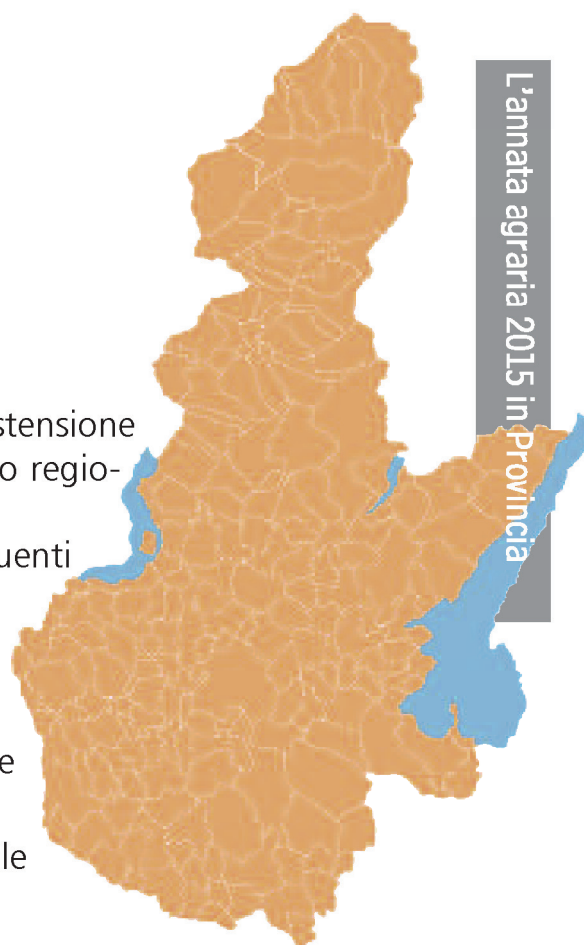 L'annata agraria 2015 in Provincia
stensione
o regio-
uenti
e
le